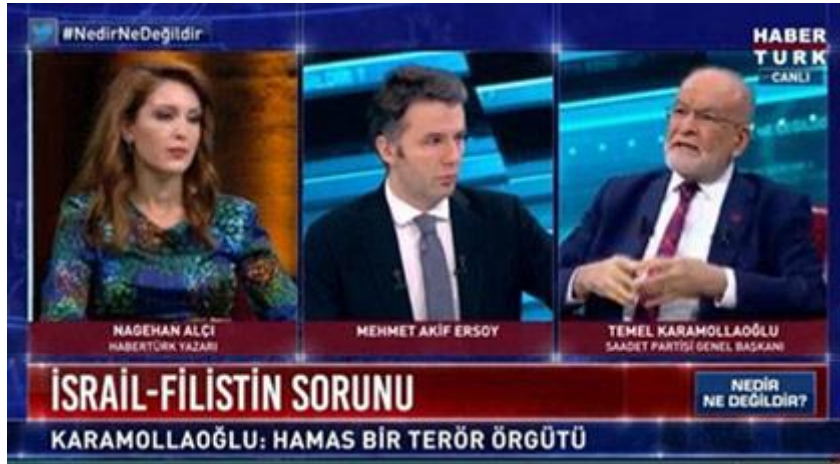 #NedirNeDeğildir
HABER
TÜRK
CANLI
NAGEHAN ALÇI
HABERTÜRK YAZARI
MEHMET AKİF ERSOY
TEMEL KARAMOLLAOĞLU
SAADET PARTİSİ GENEL BAŞKANI
İSRAİL-FİLİSTİN SORUNU
NEDİR
NE DEĞİLDİR?
KARAMOLLAOĞLU: HAMAS BİR TERÖR ÖRGÜTÜ